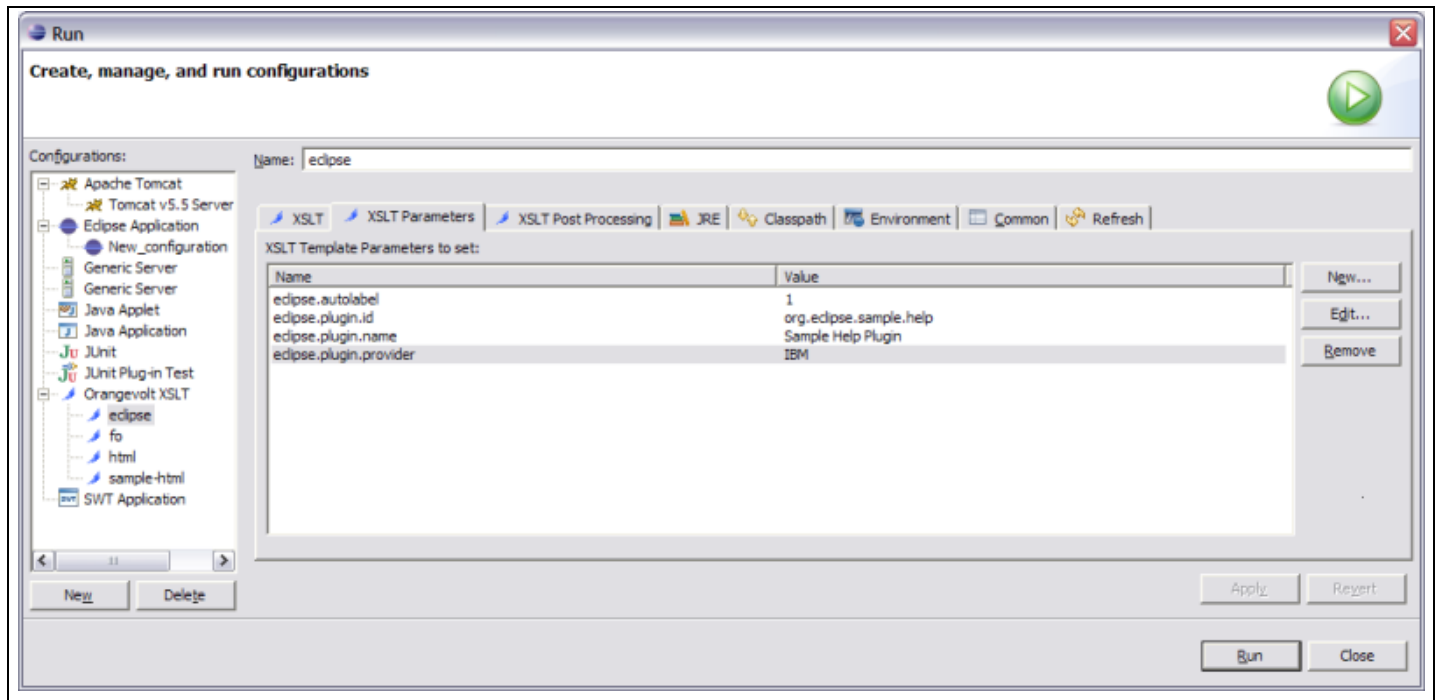 Run
Create, manage, and run configurations
Configurations:
Apache Tomcat
Tomcat v5.5 Server
Eclipse Application
New_configuration
Generic Server
Generic Server
Java Applet
Java Application
JUnit
JUnit Plug-in Test
Orangevolt XSLT
eclipse
fo
html
sample-html
SWT Application
New Delete
Name: eclipse
XSLT XSLT Parameters XSLT Post Processing JRE Classpath Environment Common Refresh
XSLT Template Parameters to set:
Name Value
eclipse.autolabel 1
eclipse.plugin.id org.eclipse.sample.help
eclipse.plugin.name Sample Help Plugin
eclipse.plugin.provider IBM
New...
Edit...
Remove
Apply Revert
Run Close